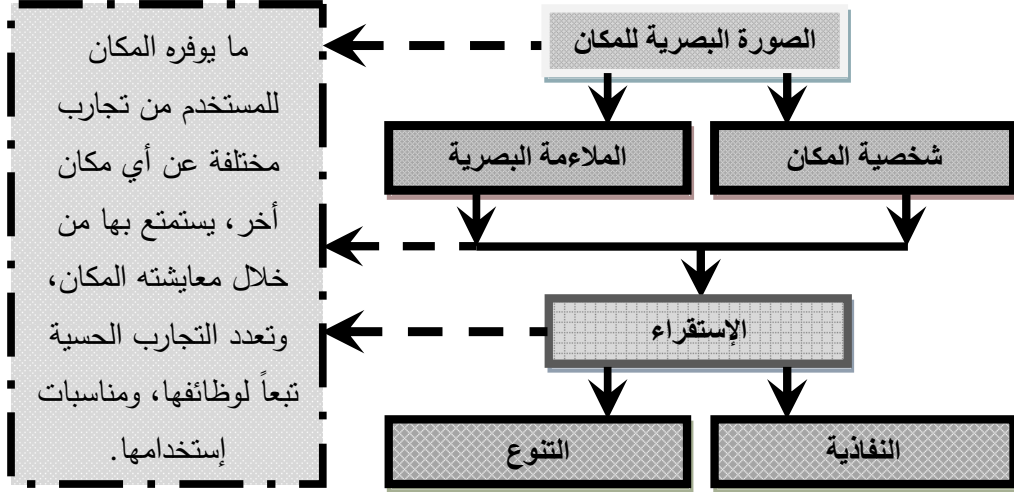 الصورة البصرية للمكان
شخصية المكان
الملاءمة البصرية
الإستقراء
النفاذية
التنوع
ما يوفره المكان
للمستخدم من تجارب
مختلفة عن أي مكان
أخر، يستمتع بها من
خلال معايشته المكان،
وتعدد التجارب الحسية
تبعاً لوظائفها، ومناسبات
إستخدامها.